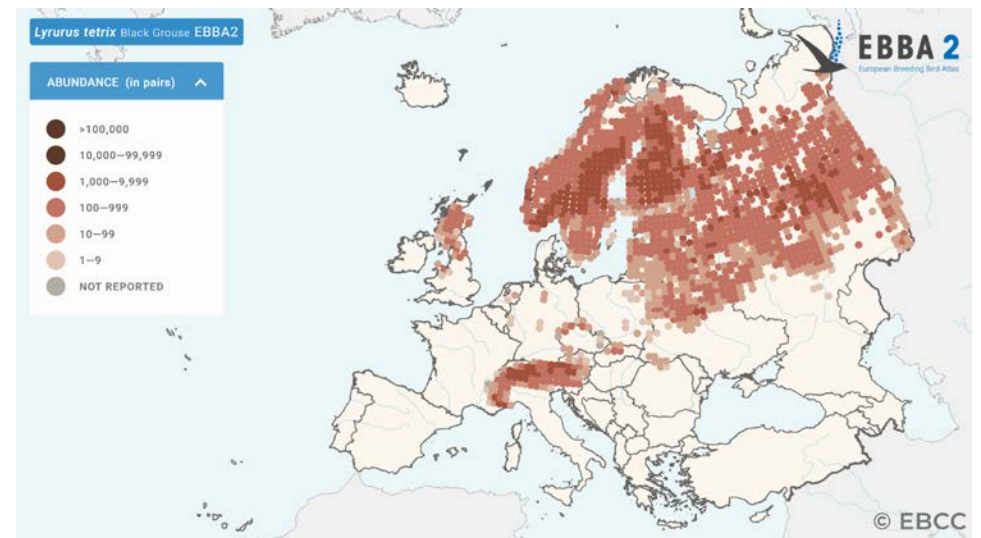 Lyrurus tetrix Black Grouse EBBA2
ABUNDANCE (in pairs)
>100,000
10,000—99,999
1,000—9,999
100—999
10—99
1—9
NOT REPORTED
EBBA 2
European Breeding Bird Atlas
© EBCC